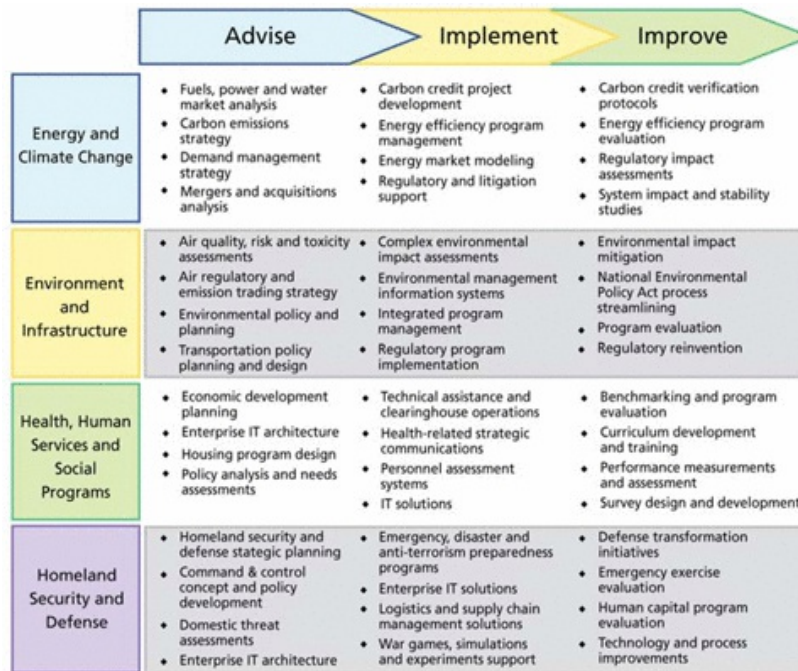 Advise
Implement
Improve
Energy and
Climate Change
◆ Fuels, power and water
market analysis
◆ Carbon emissions
strategy
◆ Demand management
strategy
◆ Mergers and acquisitions
analysis
◆ Carbon credit project
development
◆ Energy efficiency program
management
◆ Energy market modeling
◆ Regulatory and litigation
support
◆ Carbon credit verification
protocols
◆ Energy efficiency program
evaluation
◆ Regulatory impact
assessments
◆ System impact and stability
studies
Environment
and
Infrastructure
◆ Air quality, risk and toxicity
assessments
◆ Air regulatory and
emission trading strategy
◆ Environmental policy and
planning
◆ Transportation policy
planning and design
◆ Complex environmental
impact assessments
◆ Environmental management
information systems
◆ Integrated program
management
◆ Regulatory program
implementation
◆ Environmental impact
mitigation
◆ National Environmental
Policy Act process
streamlining
◆ Program evaluation
◆ Regulatory reinvention
Health, Human
Services and
Social
Programs
◆ Economic development
planning
◆ Enterprise IT architecture
◆ Housing program design
◆ Policy analysis and needs
assessments
◆ Technical assistance and
clearinghouse operations
◆ Health-related strategic
communications
◆ Personnel assessment
systems
◆ IT solutions
◆ Benchmarking and program
evaluation
◆ Curriculum development
and training
◆ Performance measurements
and assessment
◆ Survey design and development
Homeland
Security and
Defense
◆ Homeland security and
defense stategic planning
◆ Command & control
concept and policy
development
◆ Domestic threat
assessments
◆ Enterprise IT architecture
◆ Emergency, disaster and
anti-terrorism preparedness
programs
◆ Enterprise IT solutions
◆ Logistics and supply chain
management solutions
◆ War games, simulations
and experiments support
◆ Defense transformation
initiatives
◆ Emergency exercise
evaluation
◆ Human capital program
evaluation
◆ Technology and process
improvements